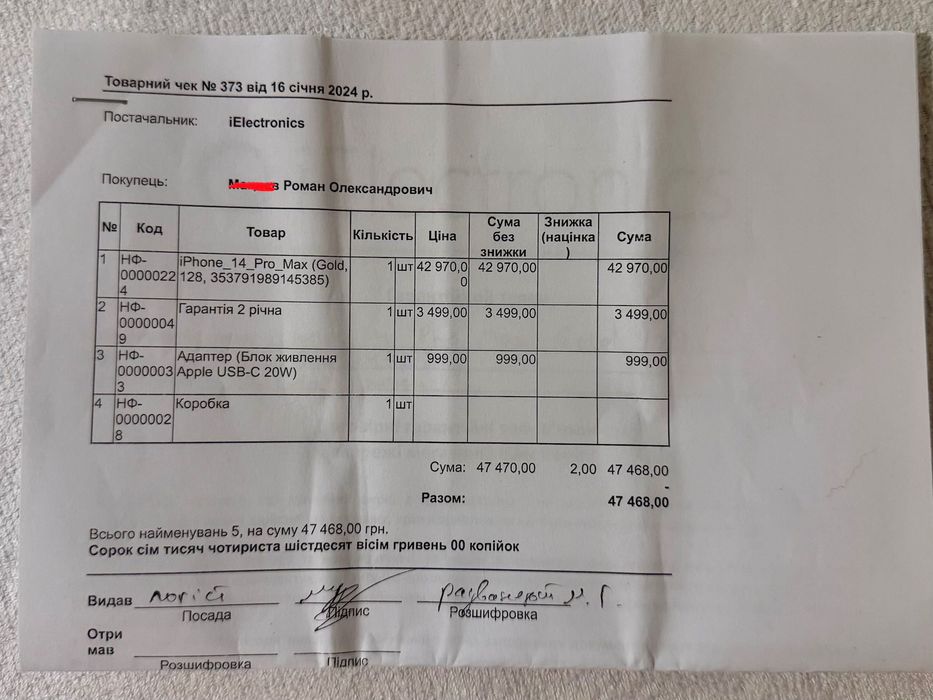 Товарний чек № 373 від 16 січня 2024 р.
Постачальник: iElectronics
Покупець: Роман Олександрович
№ Код Товар Кількість Ціна Сума без знижки Знижка (націнка) Сума
1 НФ-00000224 iPhone_14_Pro_Max (Gold, 128, 353791989145385) 1 шт 42 970,00 42 970,00 42 970,00
2 НФ-00000049 Гарантія 2 річна 1 шт 3 499,00 3 499,00 3 499,00
3 НФ-00000033 Адаптер (Блок живлення Apple USB-C 20W) 1 шт 999,00 999,00 999,00
4 НФ-00000028 Коробка 1 шт
Сума: 47 470,00 2,00 47 468,00
-
Разом: 47 468,00
Всього найменувань 5, на суму 47 468,00 грн.
Сорок сім тисяч чотириста шістдесят вісім гривень 00 копійок
Видав
Посада Підпис Розшифровка
Отри
мав
Розшифровка Підпис